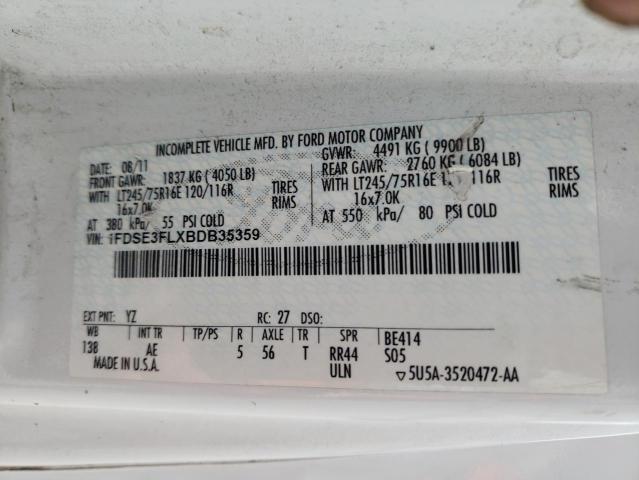 INCOMPLETE VEHICLE MFD. BY FORD MOTOR COMPANY
DATE: 08/11 GVWR: 4491 KG ( 9900 LB)
FRONT GAWR: 1837 KG ( 4050 LB) REAR GAWR: 2760 KG ( 6084 LB)
WITH LT245/75R16E 120/116R TIRES WITH LT245/75R16E 116R TIRES
16x7.0K RIMS 16x7.0K RIMS
AT 380 kPa/ 55 PSI COLD AT 550 kPa/ 80 PSI COLD
VIN: 1FDSE3FLXBDB35359
EXT PNT: YZ RC: 27 DSO:
WB INT TR TP/PS R AXLE TR SPR BE414
138 AE 5 56 T RR44 S05
MADE IN U.S.A. ULN ▽5U5A-3520472-AA